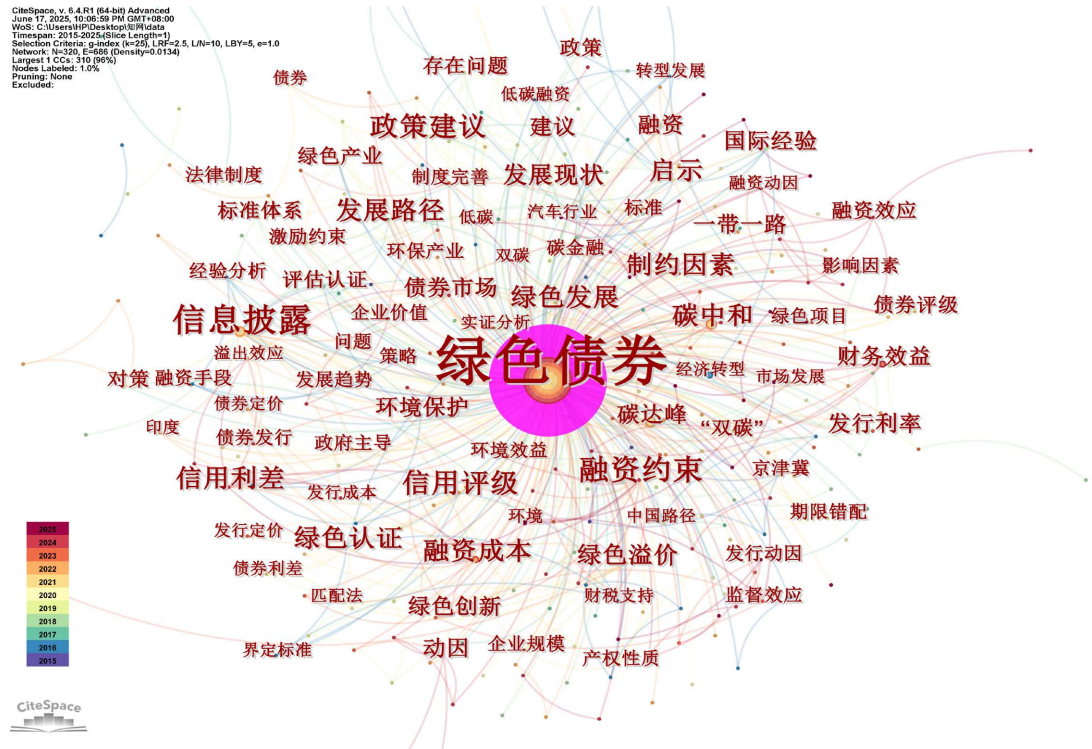 CiteSpace, v. 6.4.R1 (64-bit) Advanced
June 17, 2025, 10:06:59 PM GMT+08:00
WoS: C:\Users\HP\Desktop\知网\data
Timespan: 2015-2025 (Slice Length=1)
Selection Criteria: g-index (k=25), LRF=2.5, L/N=10, LBY=5, e=1.0
Network: N=320, E=686 (Density=0.0134)
Largest 1 CCs: 310 (96%)
Nodes Labeled: 1.0%
Pruning: None
Excluded:
政策
存在问题
转型发展
债券
低碳融资
政策建议
建议
融资
国际经验
绿色产业
法律制度
制度完善
发展现状
启示
融资动因
标准体系
发展路径
低碳
汽车行业
标准
一带一路
融资效应
激励约束
环保产业
双碳
碳金融
制约因素
影响因素
经验分析
评估认证
债券市场
绿色发展
信息披露
企业价值
实证分析
碳中和
绿色项目
债券评级
溢出效应
问题
策略
绿色债券
经济转型
市场发展
财务效益
对策
融资手段
发展趋势
债券定价
环境保护
碳达峰
“双碳”
发行利率
印度
债券发行
政府主导
环境效益
信用利差
发行成本
信用评级
融资约束
京津冀
发行定价
绿色认证
环境
中国路径
期限错配
债券利差
融资成本
绿色溢价
发行动因
匹配法
绿色创新
财税支持
监督效应
界定标准
动因
企业规模
产权性质
2025
2024
2023
2022
2021
2020
2019
2018
2017
2016
2015
CiteSpace